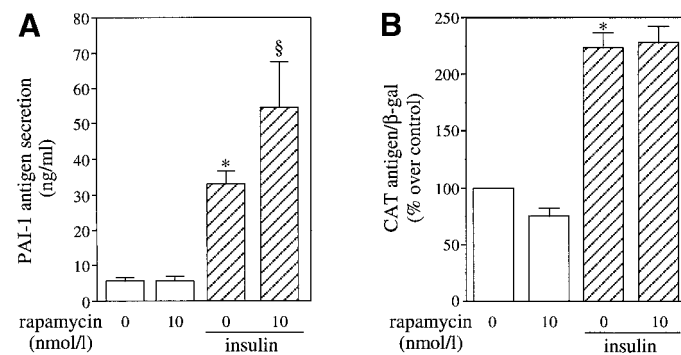 A
PAI-1 antigen secretion
(ng/ml)
80
70
60
50
40
30
20
10
0
*
§
rapamycin 0 10 0 10
(nmol/l)
insulin
B
CAT antigen/β-gal
(% over control)
250
200
150
100
50
0
*
rapamycin 0 10 0 10
(nmol/l)
insulin